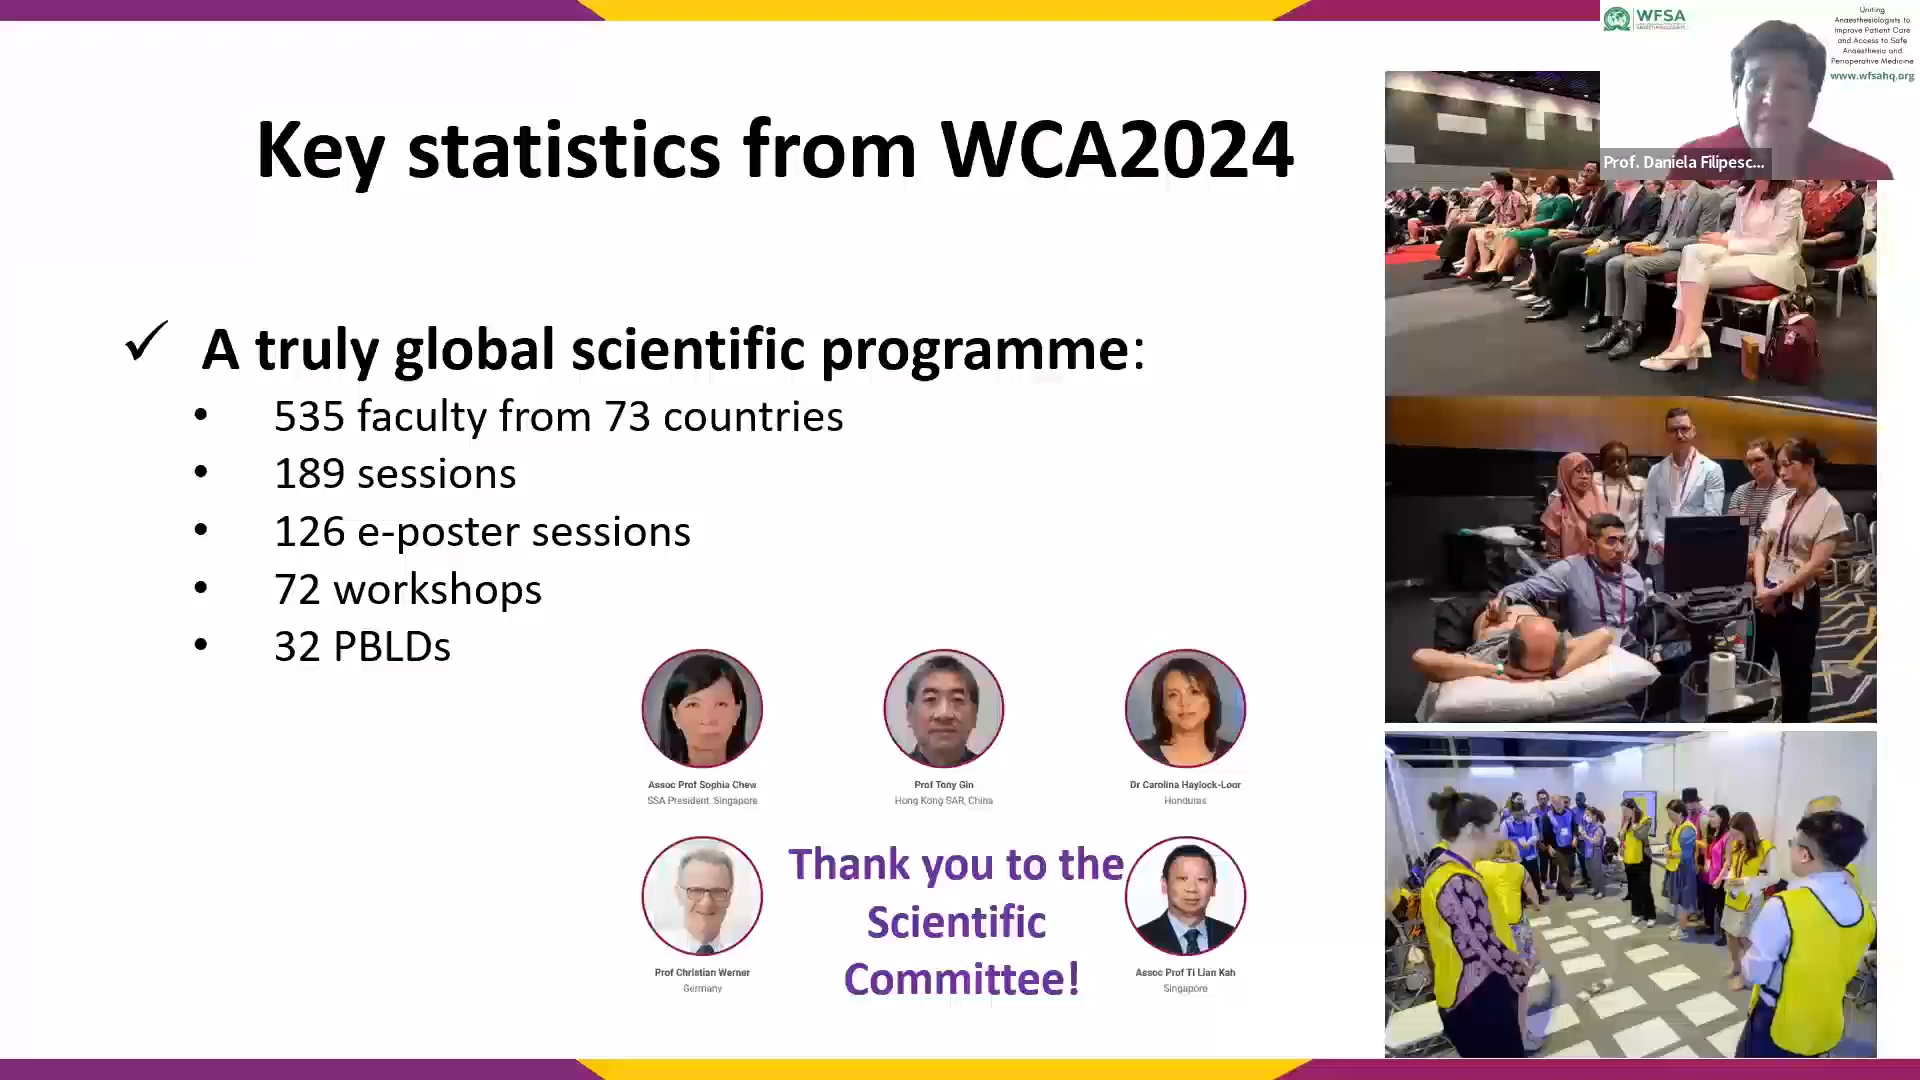 Key statistics from WCA2024
WFSA
Uniting
Anaesthesiologists to
Improve Patient Care
and Access to Safe
Anaesthesia and
Perioperative Medicine
www.wfsahq.org
Prof. Daniela Filipesc...
✓ A truly global scientific programme:
• 535 faculty from 73 countries
• 189 sessions
• 126 e-poster sessions
• 72 workshops
• 32 PBLDs
Assoc Prof Sophia Chew
SSA President, Singapore
Prof Tony Gin
Hong Kong SAR, China
Dr Carolina Haylock-Loor
Honduras
Prof Christian Werner
Germany
Thank you to the
Scientific
Committee!
Assoc Prof Ti Lian Kah
Singapore